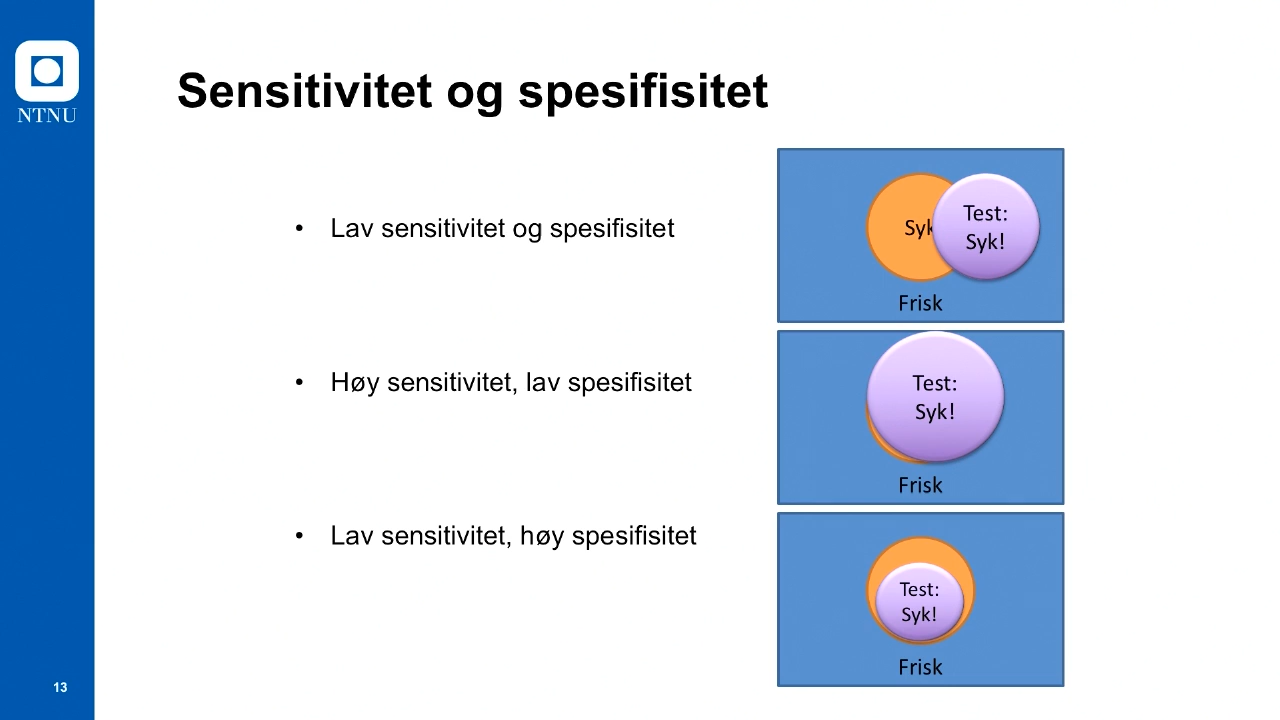 NTNU
Sensitivitet og spesifisitet
• Lav sensitivitet og spesifisitet
Syk
Test:
Syk!
Frisk
• Høy sensitivitet, lav spesifisitet
Test:
Syk!
Frisk
• Lav sensitivitet, høy spesifisitet
Test:
Syk!
Frisk
13